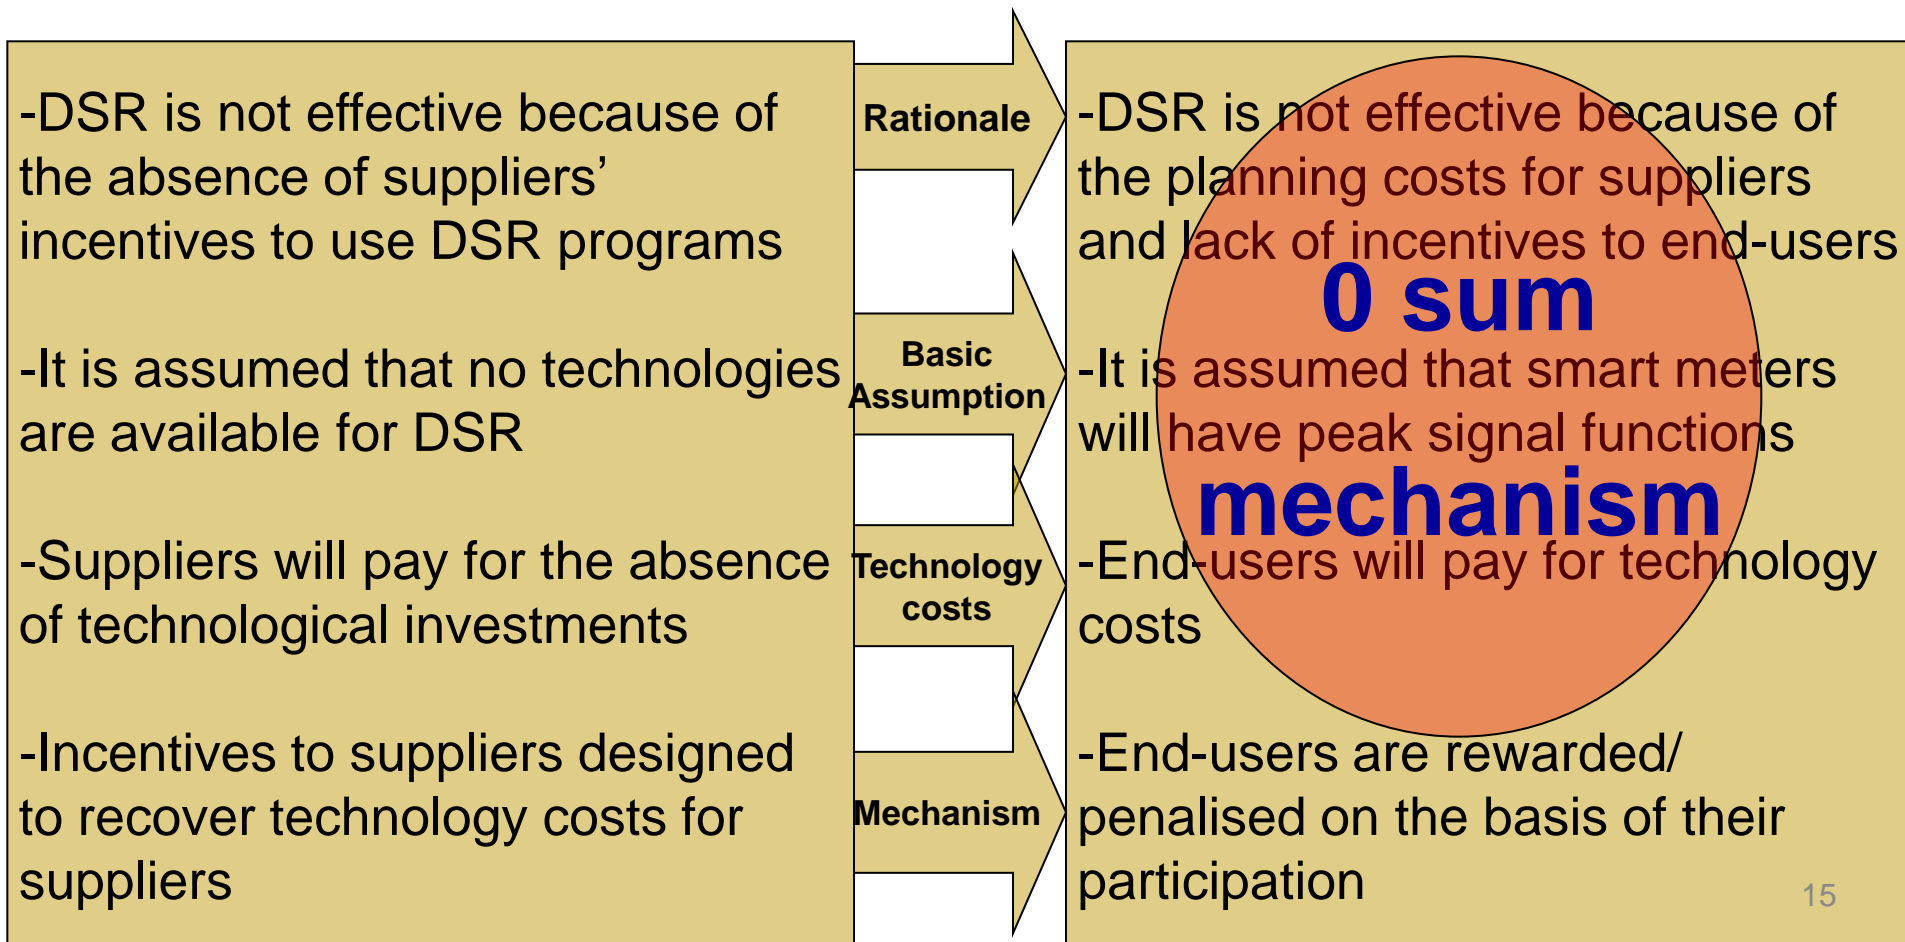 -DSR is not effective because of
the absence of suppliers’
incentives to use DSR programs
-It is assumed that no technologies
are available for DSR
-Suppliers will pay for the absence
of technological investments
-Incentives to suppliers designed
to recover technology costs for
suppliers
Rationale
Basic
Assumption
Technology
costs
Mechanism
-DSR is not effective because of
the planning costs for suppliers
and lack of incentives to end-users
-It is assumed that smart meters
will have peak signal functions
-End-users will pay for technology
costs
-End-users are rewarded/
penalised on the basis of their
participation
0 sum
mechanism
15